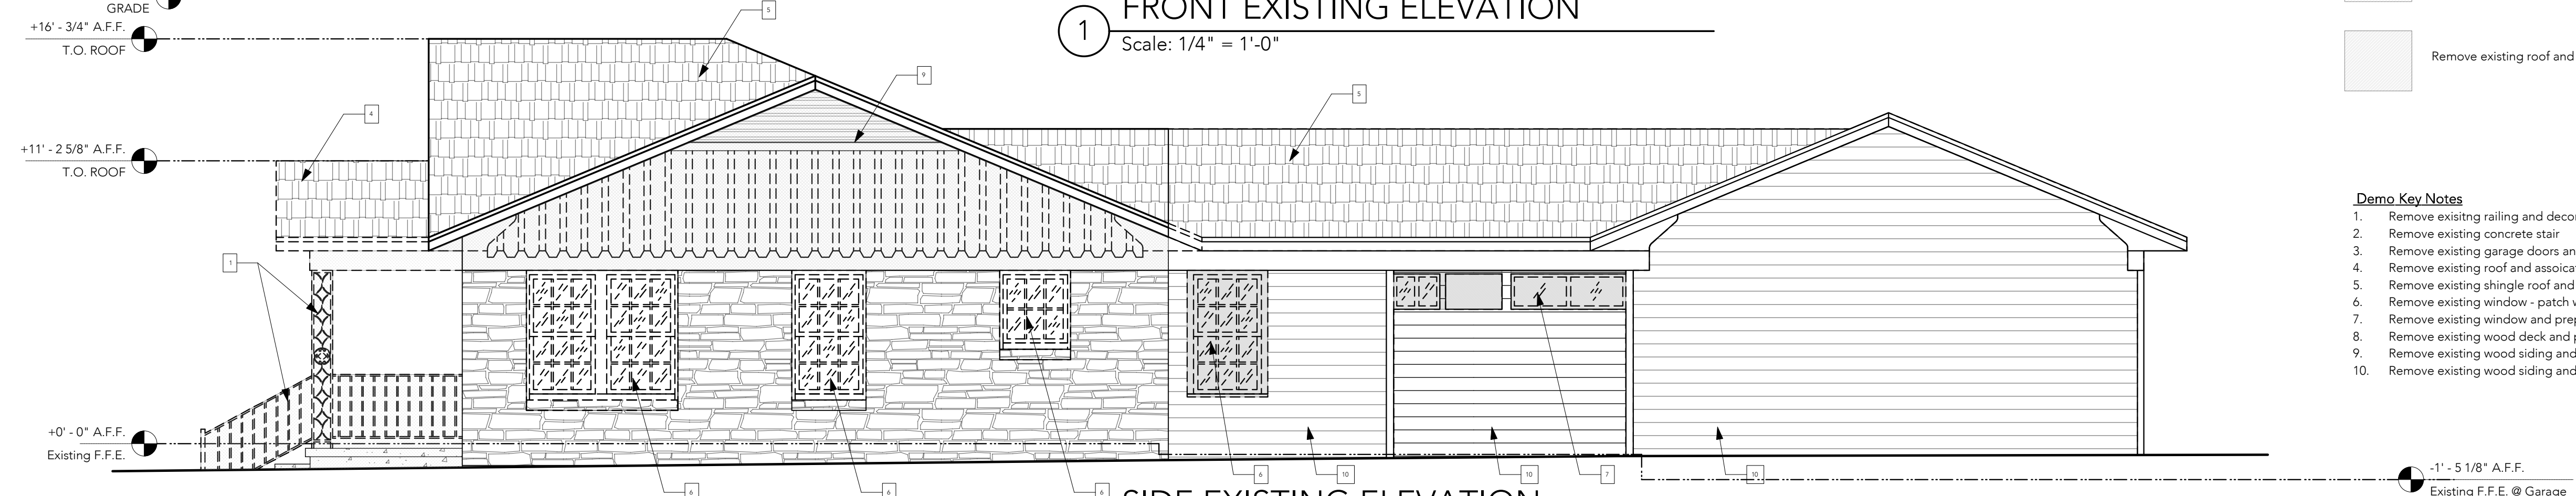 GRADE
+16' - 3/4" A.F.F.
T.O. ROOF
5
1
FRONT EXISTING ELEVATION
Scale: 1/4" = 1'-0"
Remove existing roof and
9
5
4
+11' - 2 5/8" A.F.F.
T.O. ROOF
1
Demo Key Notes
1. Remove exisitng railing and decor
2. Remove existing concrete stair
3. Remove existing garage doors an
4. Remove existing roof and assoica
5. Remove existing shingle roof and
6. Remove existing window - patch w
7. Remove existing window and prep
8. Remove existing wood deck and p
9. Remove existing wood siding and
10. Remove existing wood siding and
+0' - 0" A.F.F.
Existing F.F.E.
6
10
10
7
10
6
6
6
SIDE EXISTING ELEVATION
-1' - 5 1/8" A.F.F.
Existing F.F.E. @ Garage